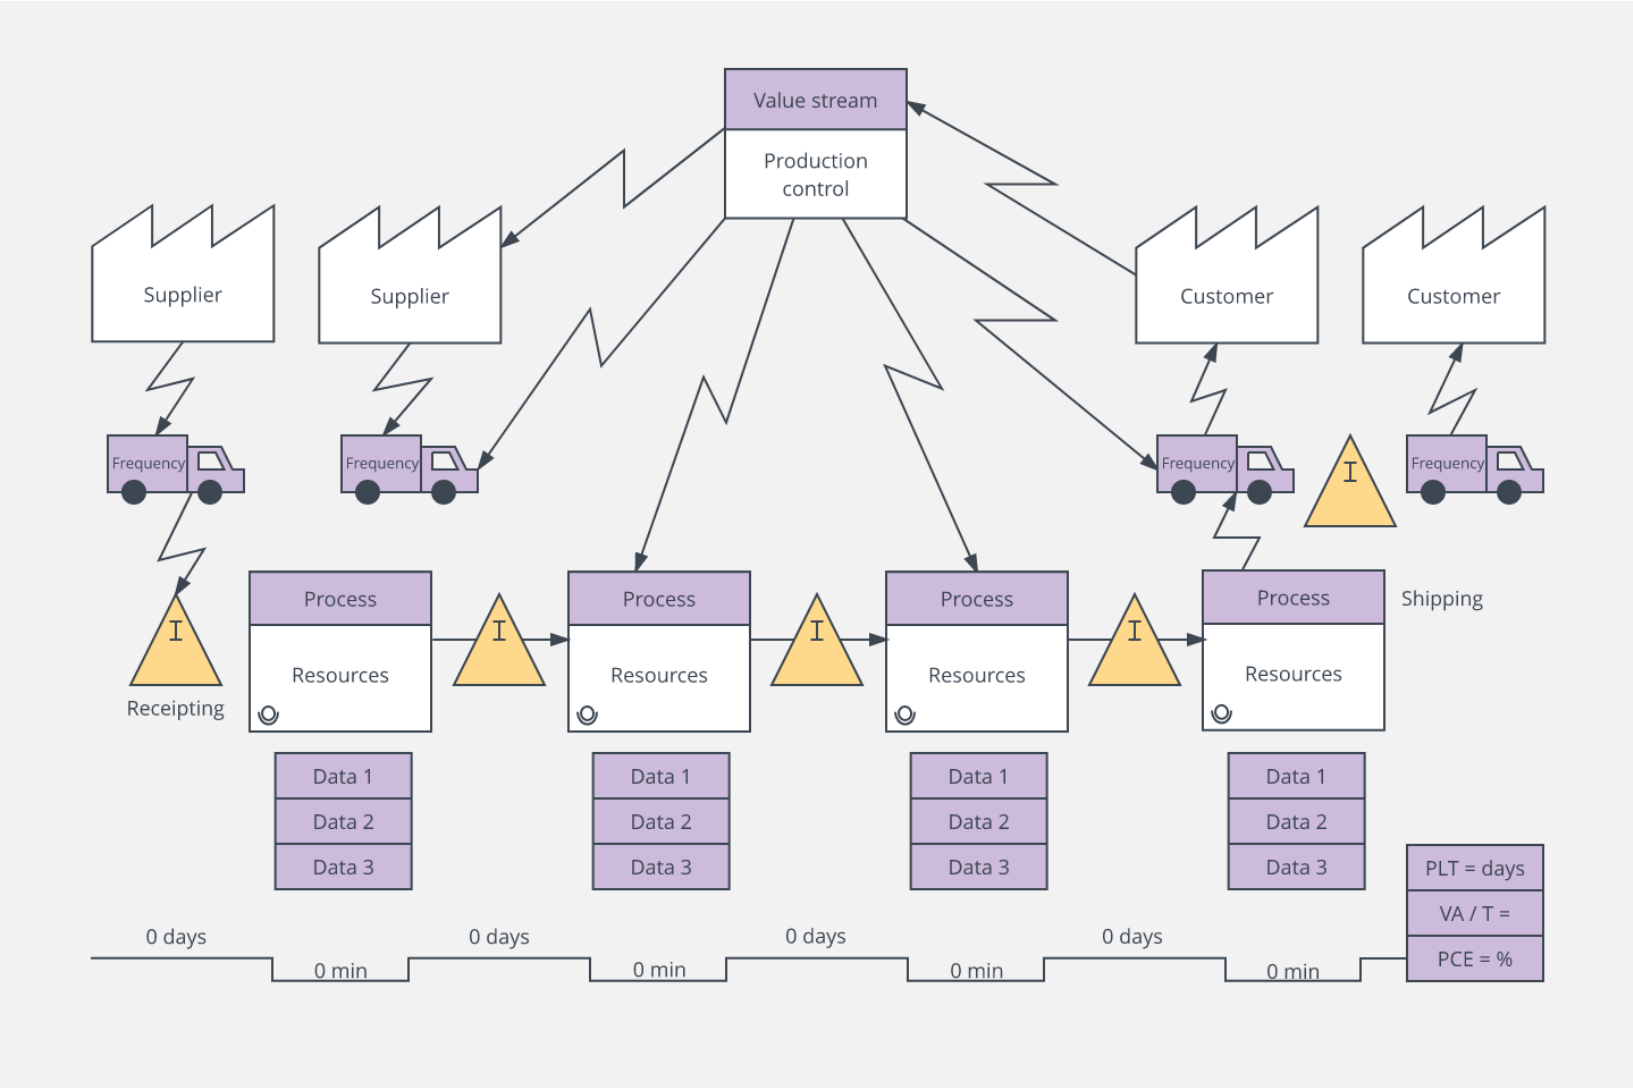 Value stream
Production
control
Supplier
Supplier
Customer
Customer
Frequency
Frequency
Frequency
I
Frequency
I
Receipting
Process
Resources
I
Process
Resources
I
Process
Resources
I
Process
Resources
Shipping
Data 1
Data 2
Data 3
Data 1
Data 2
Data 3
Data 1
Data 2
Data 3
Data 1
Data 2
Data 3
PLT = days
VA / T =
PCE = %
0 days
0 min
0 days
0 min
0 days
0 min
0 days
0 min